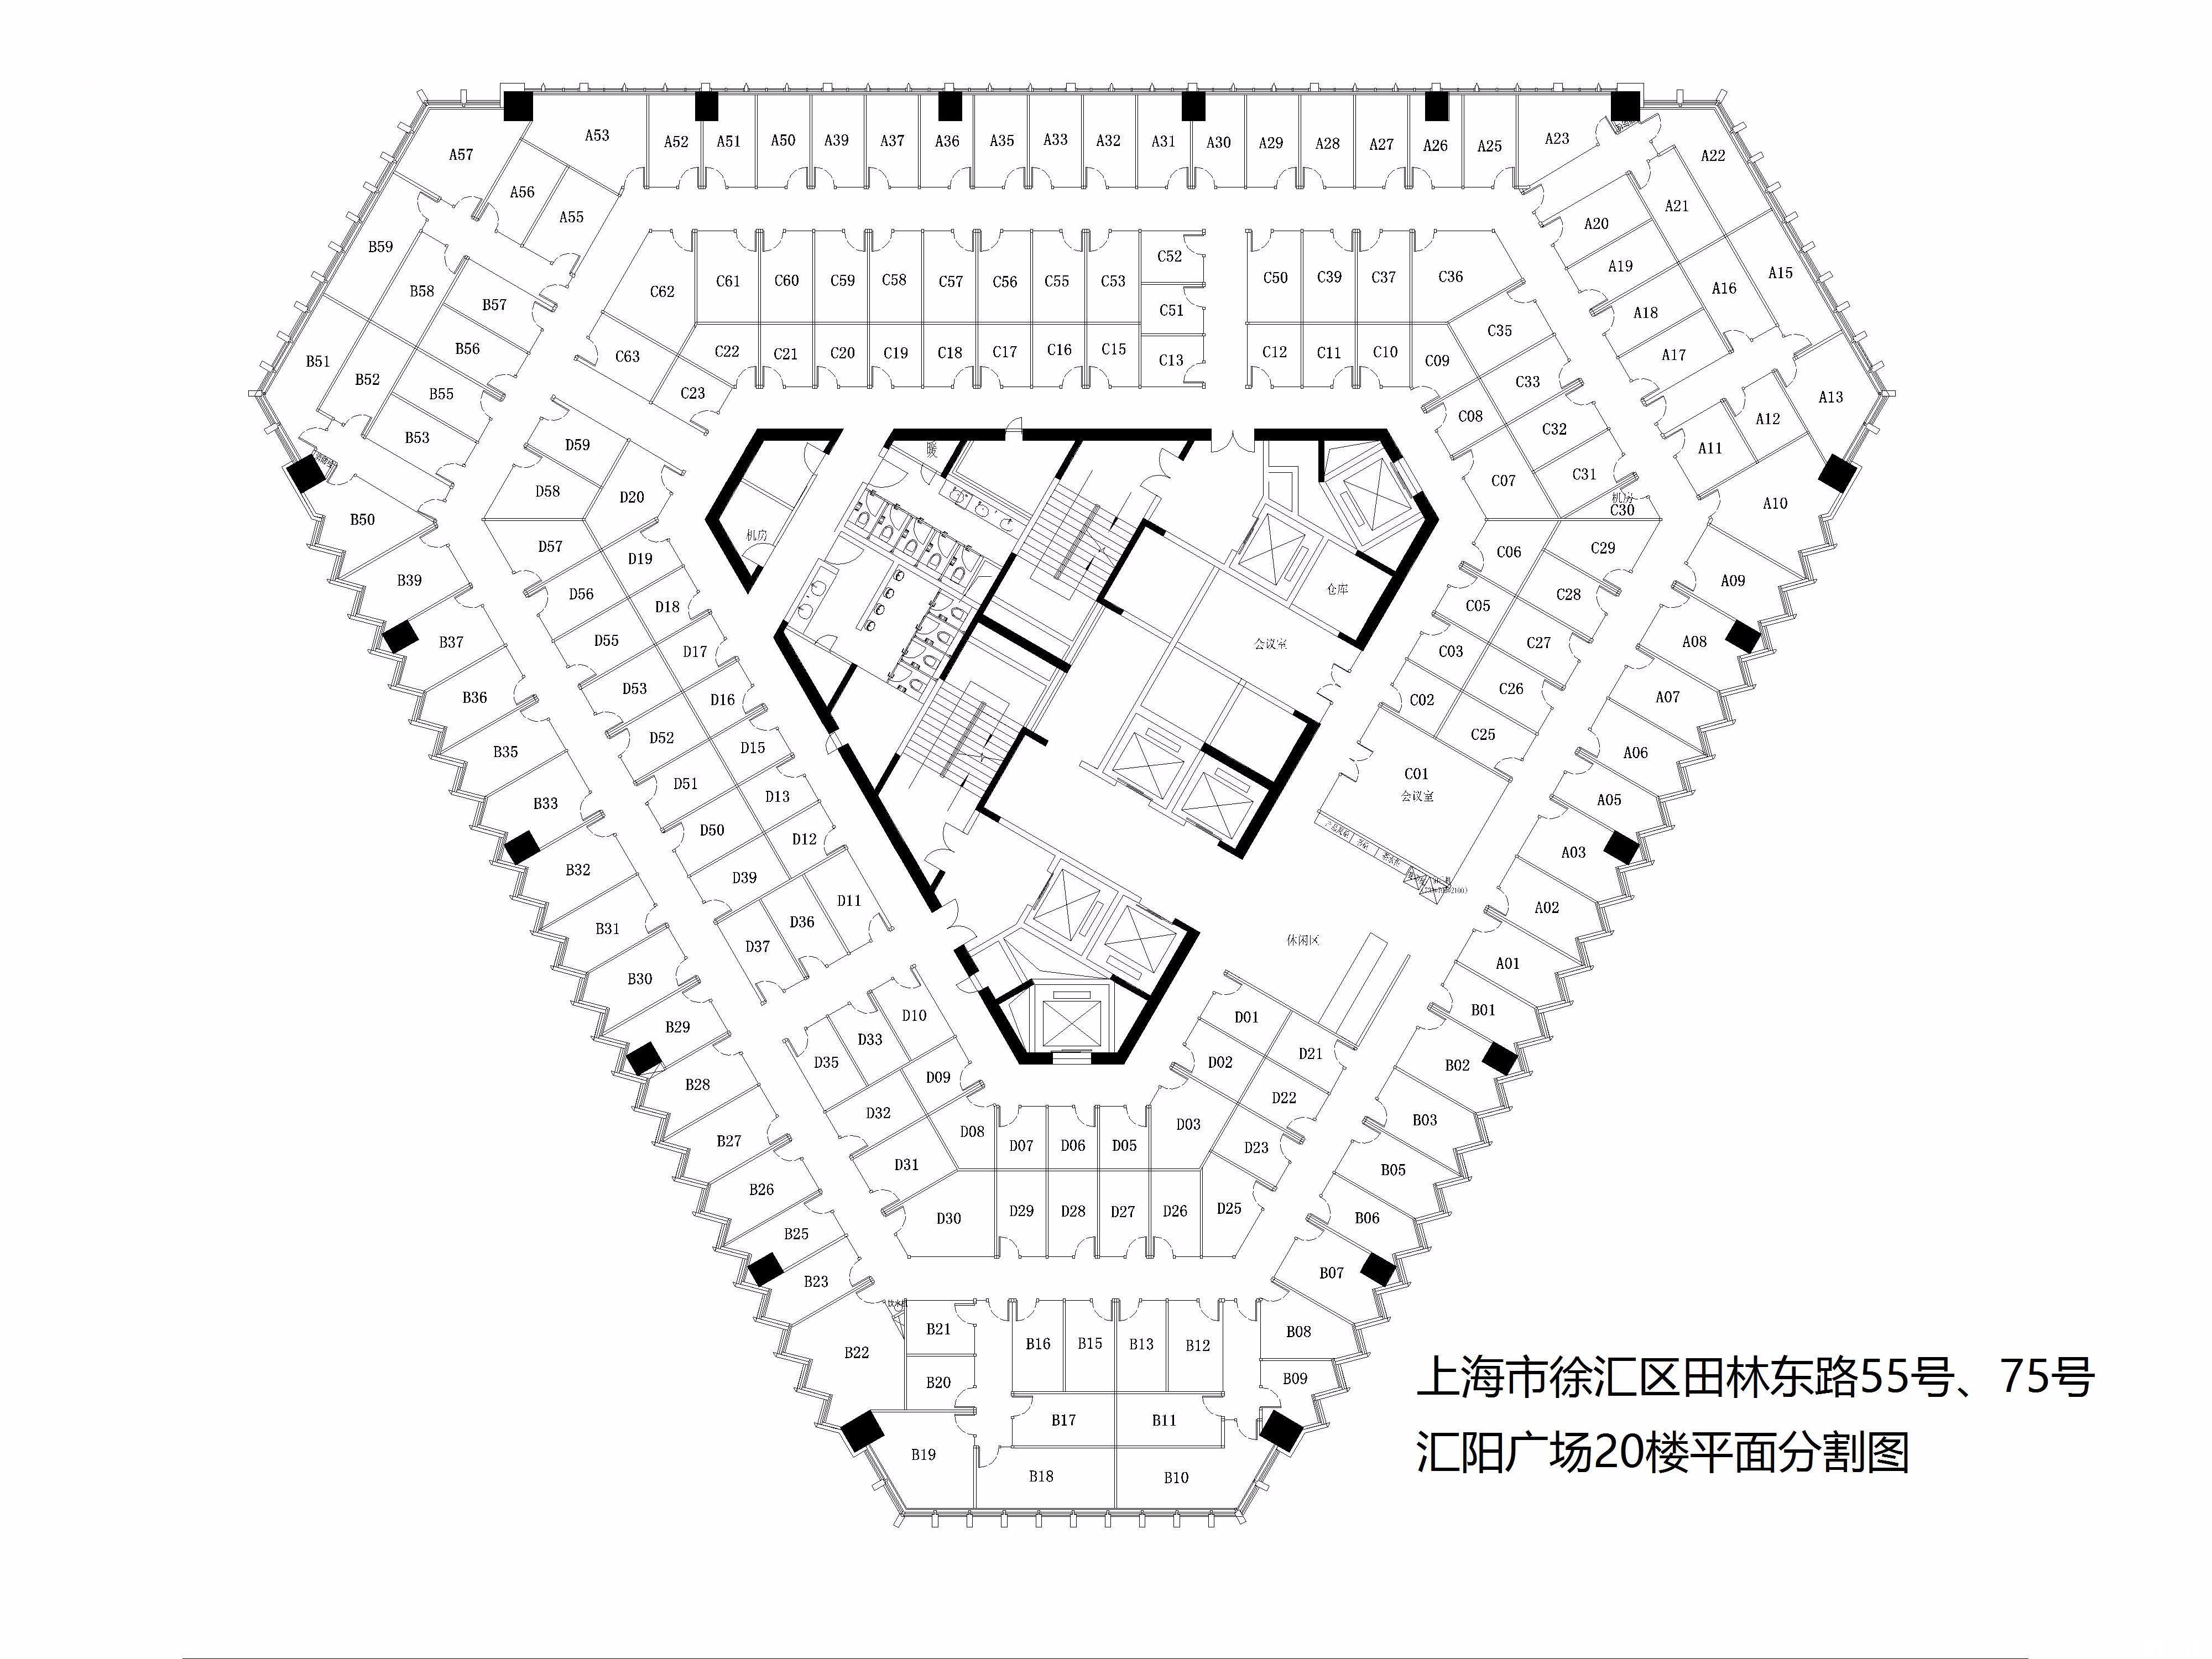 A53 A52 A51 A50 A39 A37 A36 A35 A33 A32 A31 A30 A29 A28 A27 A26 A25 A23
A57 A56 A55 A22
A21 A20 A19 A18 A17 A16 A15
A13 A12 A11 A10
B59 B58 B57 B56 B55 B53 B52 B51
C62 C61 C60 C59 C58 C57 C56 C55 C53 C52 C51 C50 C39 C37 C36
C63 C23 C22 C21 C20 C19 C18 C17 C16 C15 C13 C12 C11 C10 C09
C35 C33 C32 C31
机房
C30
C08 C07
D59 D58 D20
暖
机房
仓库
会议室
B50 B39 B37 B36 B35 B33 B32 B31 B30 B29 B28 B27 B26 B25 B23
D57 D56 D55 D53 D52 D51 D50 D39
D19 D18 D17 D16 D15 D13 D12
D37 D36 D11
C06 C05 C03 C02
C29 C28 C27 C26 C25
C01
会议室
A09 A08 A07 A06 A05 A03 A02 A01
休闲区
B01 B02 B03 B05 B06 B07 B08 B09
D35 D33 D10
D32 D09
D31 D08 D07 D06 D05 D03 D02 D01
D21 D22 D23
D30 D29 D28 D27 D26 D25
B22 B21 B20 B19
B16 B15 B13 B12
B17 B11
B18 B10
上海市徐汇区田林东路55号、75号
汇阳广场20楼平面分割图